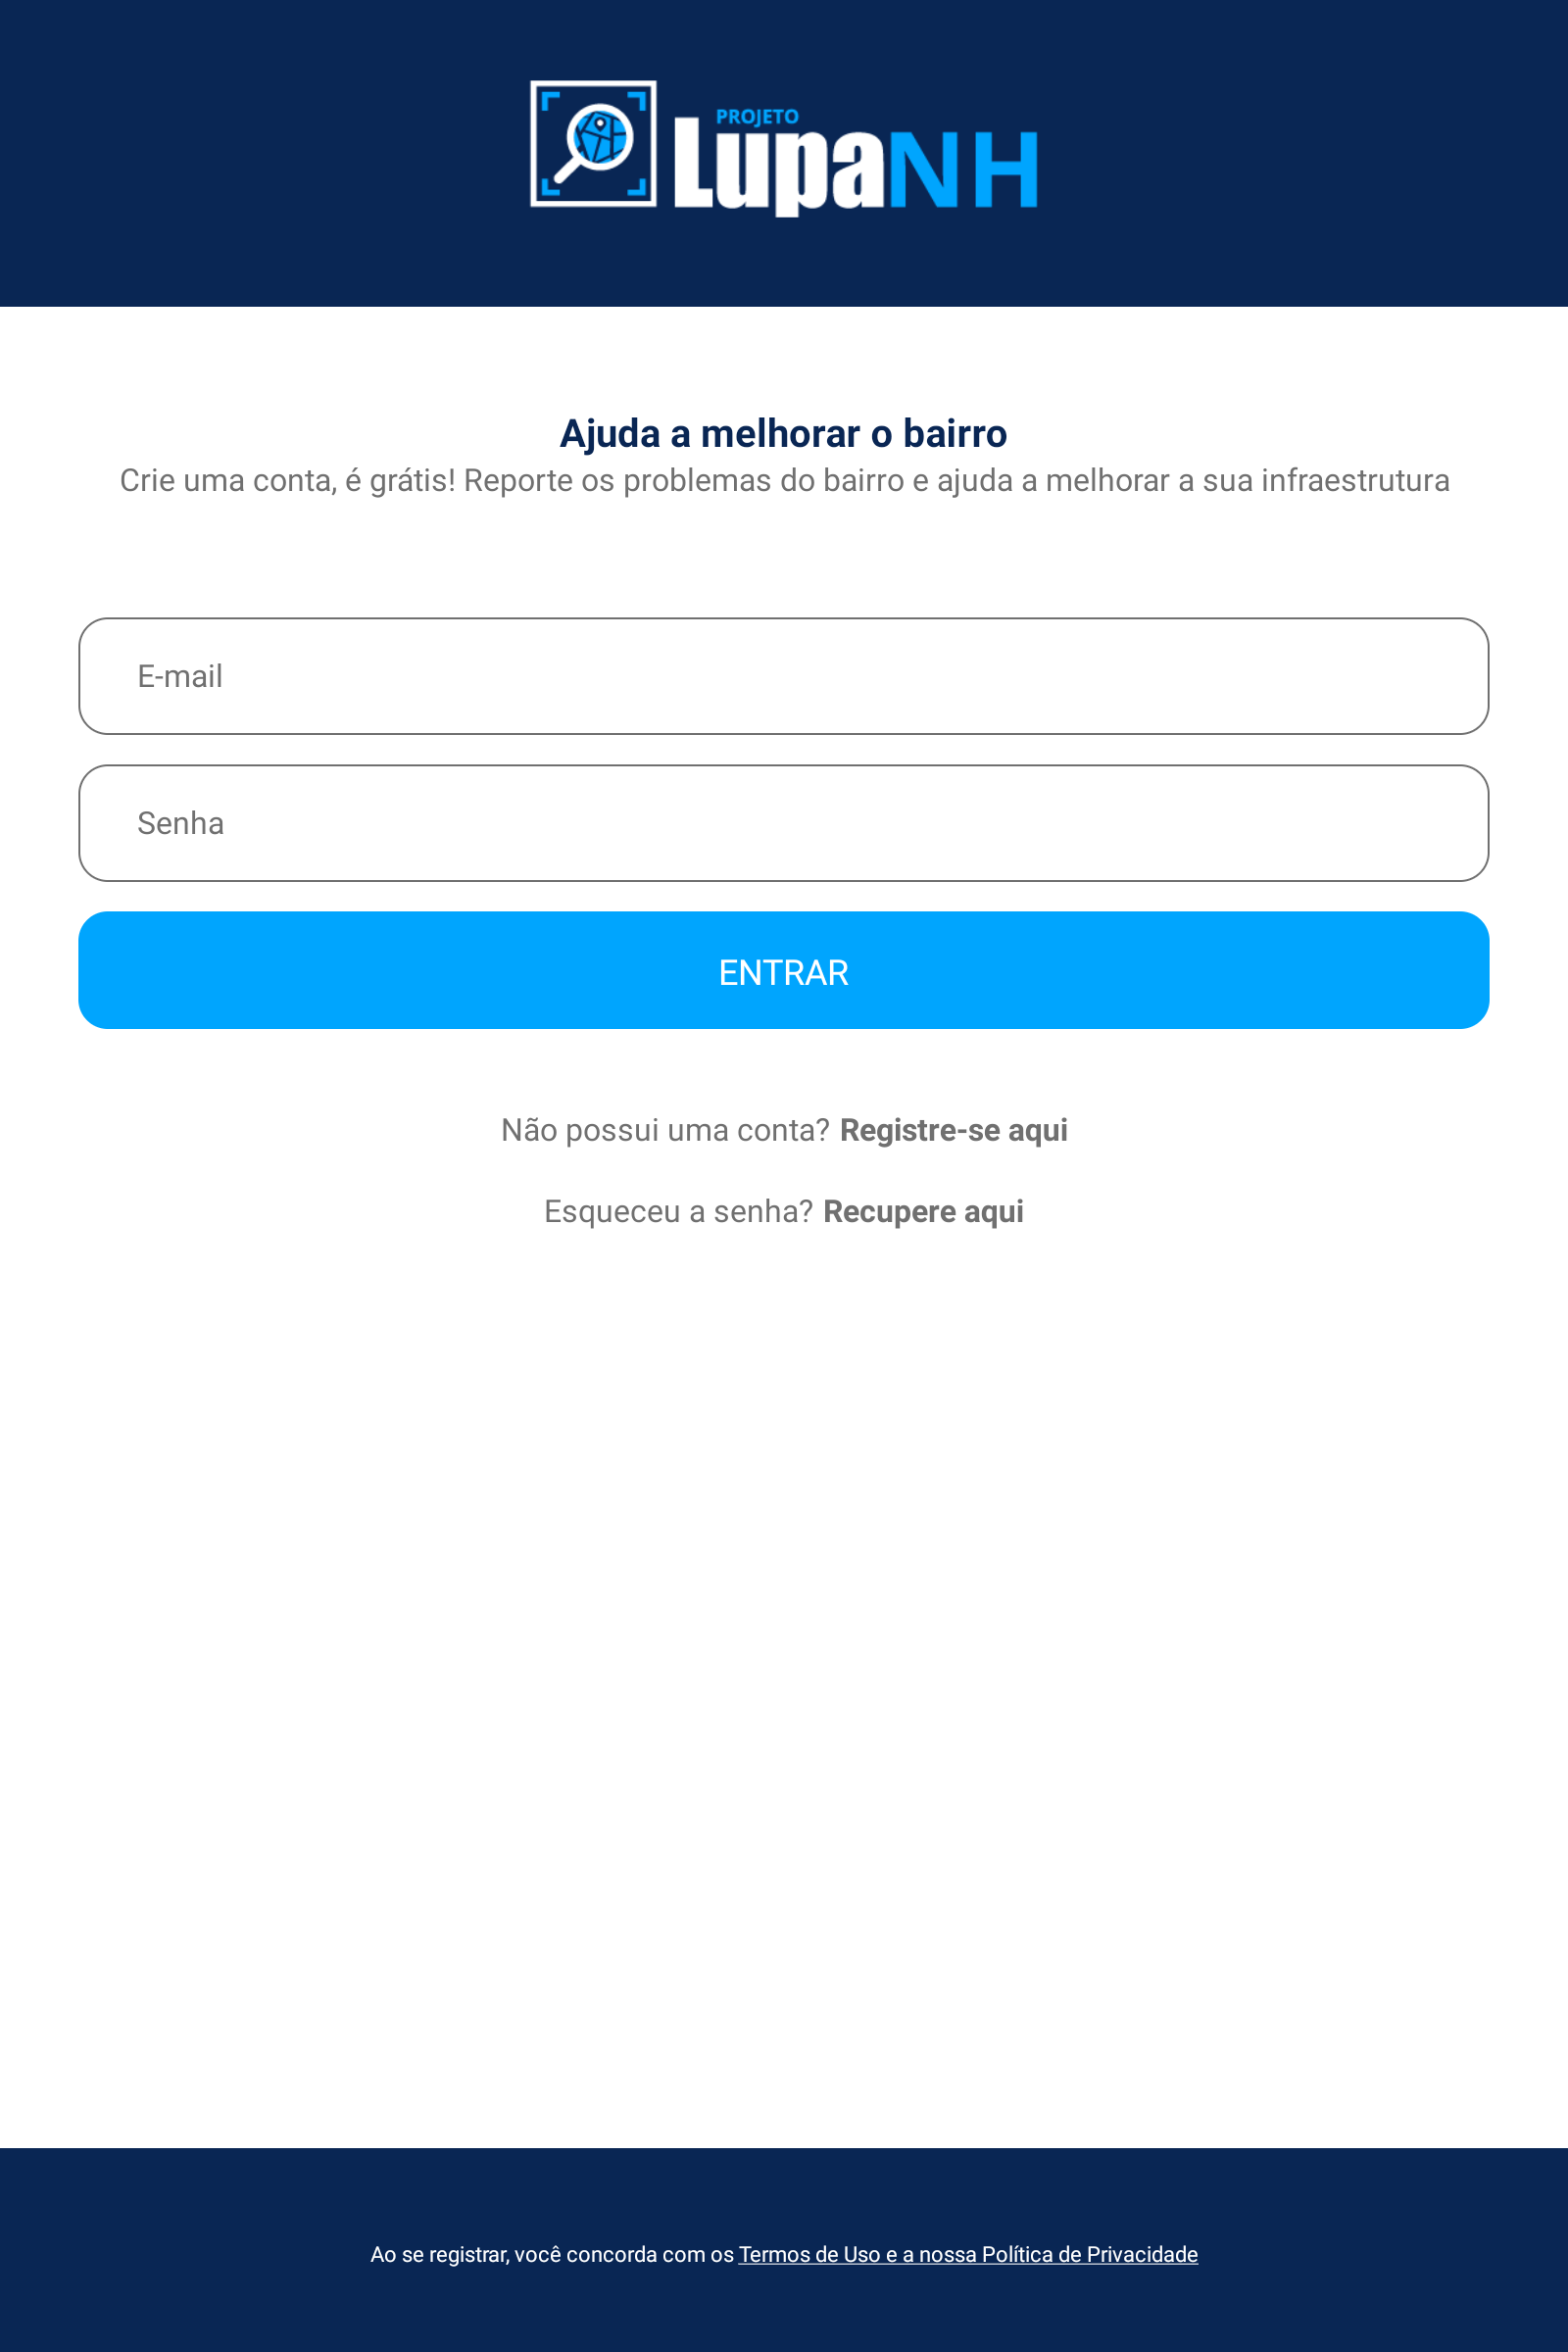 PROJETO
LupaNH
Ajuda a melhorar o bairro
Crie uma conta, é grátis! Reporte os problemas do bairro e ajuda a melhorar a sua infraestrutura
E-mail
Senha
ENTRAR
Não possui uma conta? Registre-se aqui
Esqueceu a senha? Recupere aqui
Ao se registrar, você concorda com os Termos de Uso e a nossa Política de Privacidade